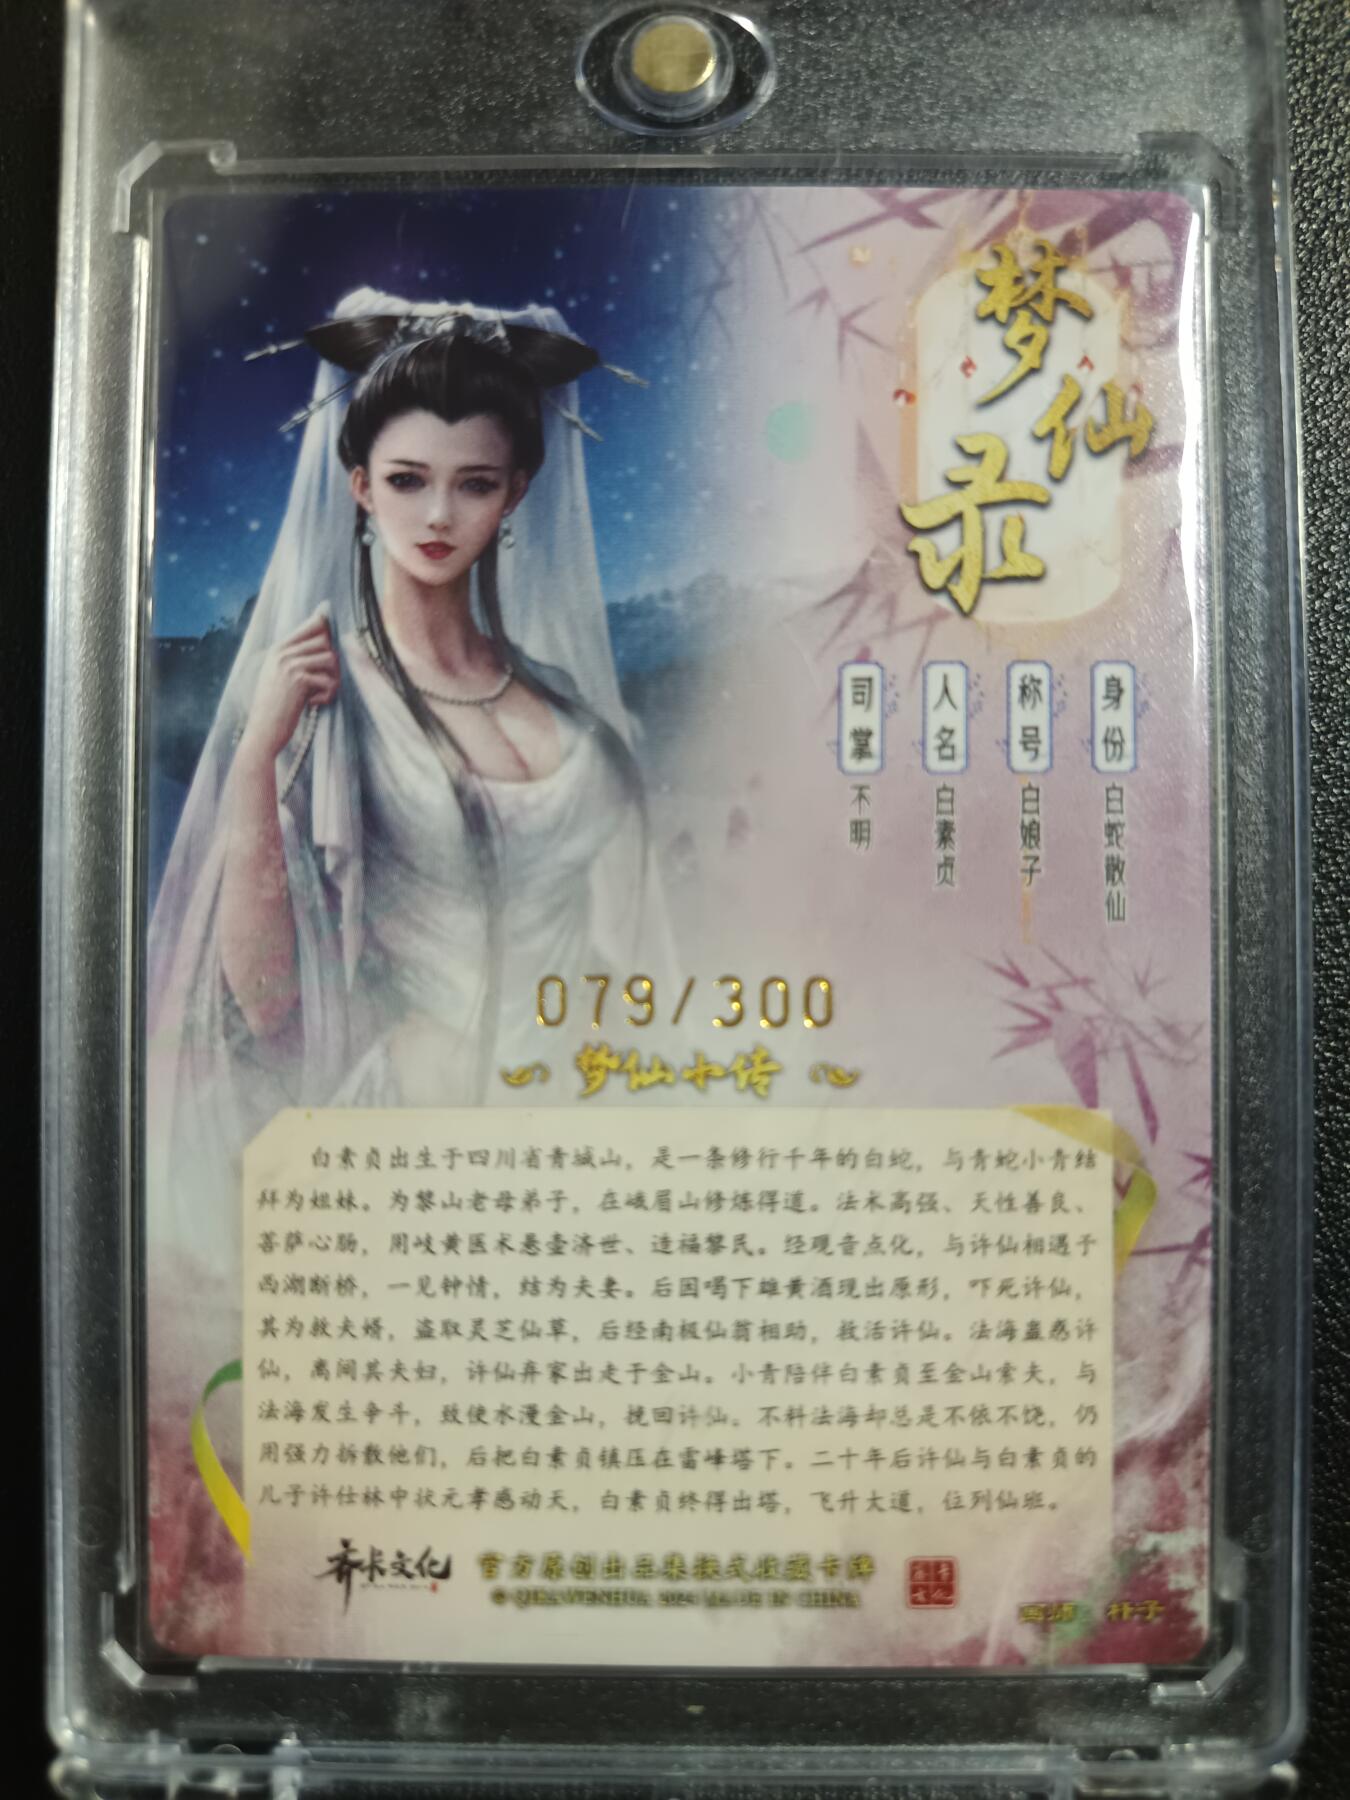 梦仙录
身份 白蛇散仙
称号 白娘子
人名 白素贞
司掌 不明
079/300
梦仙小传
白素贞出生于四川省青城山，是一条修行千年的白蛇，与青蛇小青结
拜为姐妹。为黎山老母弟子，在峨眉山修炼得道。法术高强、天性善良、
菩萨心肠，用岐黄医术悬壶济世、造福黎民。经观音点化，与许仙相遇于
西湖断桥，一见钟情，结为夫妻。后因喝下雄黄酒现出原形，吓死许仙，
其为救夫婿，盗取灵芝仙草，后经南极仙翁相助，救活许仙。法海蛊惑许
仙，离间其夫妇，许仙弃家出走于金山。小青陪伴白素贞至金山索夫，与
法海发生争斗，致使水漫金山，挽回许仙。不料法海却总是不依不饶，仍
用强力拆散他们，后把白素贞镇压在雷峰塔下。二十年后许仙与白素贞的
儿子许仕林中状元孝感动天，白素贞终得出塔，飞升大道，位列仙班。
齐卡文化
官方原创出品集换式收藏卡牌
© QIKAWENHUA 2023 MADE IN CHINA
朴子